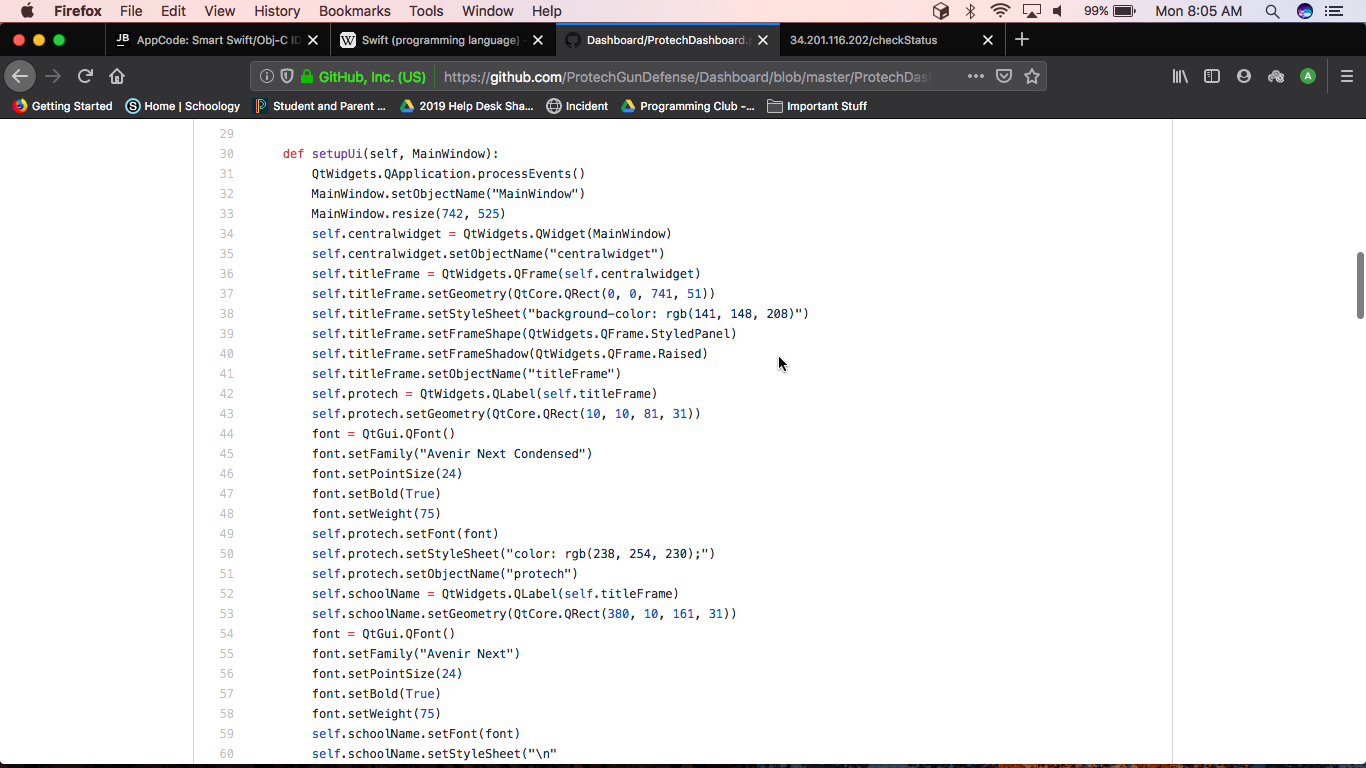 Firefox File Edit View History Bookmarks Tools Window Help 99% Mon 8:05 AM
JB AppCode: Smart Swift/Obj-C ID W Swift (programming language) - Dashboard/ProtechDashboard. 34.201.116.202/checkStatus
GitHub, Inc. (US) https://github.com/ProtechGunDefense/Dashboard/blob/master/ProtechDas A
Getting Started S Home | Schoology Student and Parent ... 2019 Help Desk Sha... Incident Programming Club -... Important Stuff
29
30 def setupUi(self, MainWindow):
31 QtWidgets.QApplication.processEvents()
32 MainWindow.setObjectName("MainWindow")
33 MainWindow.resize(742, 525)
34 self.centralwidget = QtWidgets.QWidget(MainWindow)
35 self.centralwidget.setObjectName("centralwidget")
36 self.titleFrame = QtWidgets.QFrame(self.centralwidget)
37 self.titleFrame.setGeometry(QtCore.QRect(0, 0, 741, 51))
38 self.titleFrame.setStyleSheet("background-color: rgb(141, 148, 208)")
39 self.titleFrame.setFrameShape(QtWidgets.QFrame.StyledPanel)
40 self.titleFrame.setFrameShadow(QtWidgets.QFrame.Raised)
41 self.titleFrame.setObjectName("titleFrame")
42 self.protech = QtWidgets.QLabel(self.titleFrame)
43 self.protech.setGeometry(QtCore.QRect(10, 10, 81, 31))
44 font = QtGui.QFont()
45 font.setFamily("Avenir Next Condensed")
46 font.setPointSize(24)
47 font.setBold(True)
48 font.setWeight(75)
49 self.protech.setFont(font)
50 self.protech.setStyleSheet("color: rgb(238, 254, 230);")
51 self.protech.setObjectName("protech")
52 self.schoolName = QtWidgets.QLabel(self.titleFrame)
53 self.schoolName.setGeometry(QtCore.QRect(380, 10, 161, 31))
54 font = QtGui.QFont()
55 font.setFamily("Avenir Next")
56 font.setPointSize(24)
57 font.setBold(True)
58 font.setWeight(75)
59 self.schoolName.setFont(font)
60 self.schoolName.setStyleSheet("\n"